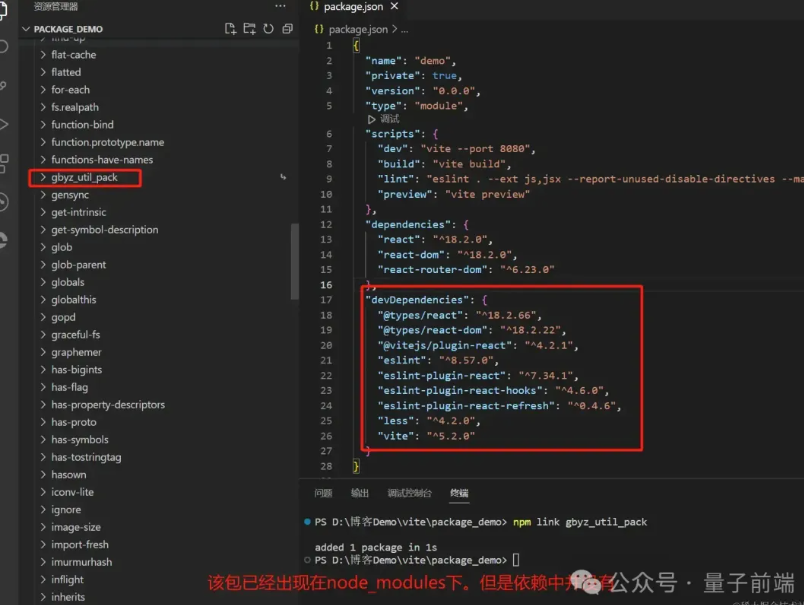 资源管理器
PACKAGE_DEMO
find-up
flat-cache
flatted
for-each
fs.realpath
function-bind
function.prototype.name
functions-have-names
gbyz_util_pack
gensync
get-intrinsic
get-symbol-description
glob
glob-parent
globals
globalthis
gopd
graceful-fs
graphemer
has-bigints
has-flag
has-property-descriptors
has-proto
has-symbols
has-tostringtag
hasown
iconv-lite
ignore
image-size
import-fresh
imurmurhash
inflight
inherits
{} package.json ×
{} package.json > ...
1 {
2 "name": "demo",
3 "private": true,
4 "version": "0.0.0",
5 "type": "module",
调试
6 "scripts": {
7 "dev": "vite --port 8080",
8 "build": "vite build",
9 "lint": "eslint . --ext js,jsx --report-unused-disable-directives --ma
10 "preview": "vite preview"
11 },
12 "dependencies": {
13 "react": "^18.2.0",
14 "react-dom": "^18.2.0",
15 "react-router-dom": "^6.23.0"
16 },
17 "devDependencies": {
18 "@types/react": "^18.2.66",
19 "@types/react-dom": "^18.2.22",
20 "@vitejs/plugin-react": "^4.2.1",
21 "eslint": "^8.57.0",
22 "eslint-plugin-react": "^7.34.1",
23 "eslint-plugin-react-hooks": "^4.6.0",
24 "eslint-plugin-react-refresh": "^0.4.6",
25 "less": "^4.2.0",
26 "vite": "^5.2.0"
27 }
28 }
问题 输出 调试控制台 终端
PS D:\博客Demo\vite\package_demo> npm link gbyz_util_pack
added 1 package in 1s
PS D:\博客Demo\vite\package_demo>
该包已经出现在node_modules下。但是依赖中并
公众号 · 量子前端